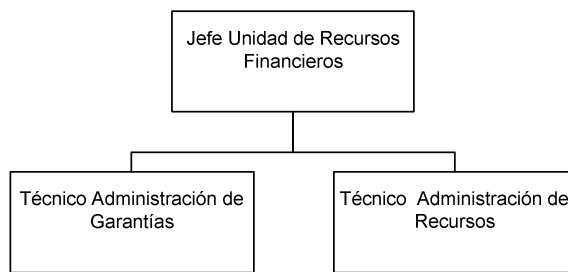 Jefe Unidad de Recursos
Financieros
Técnico Administración de
Garantías
Técnico Administración de
Recursos